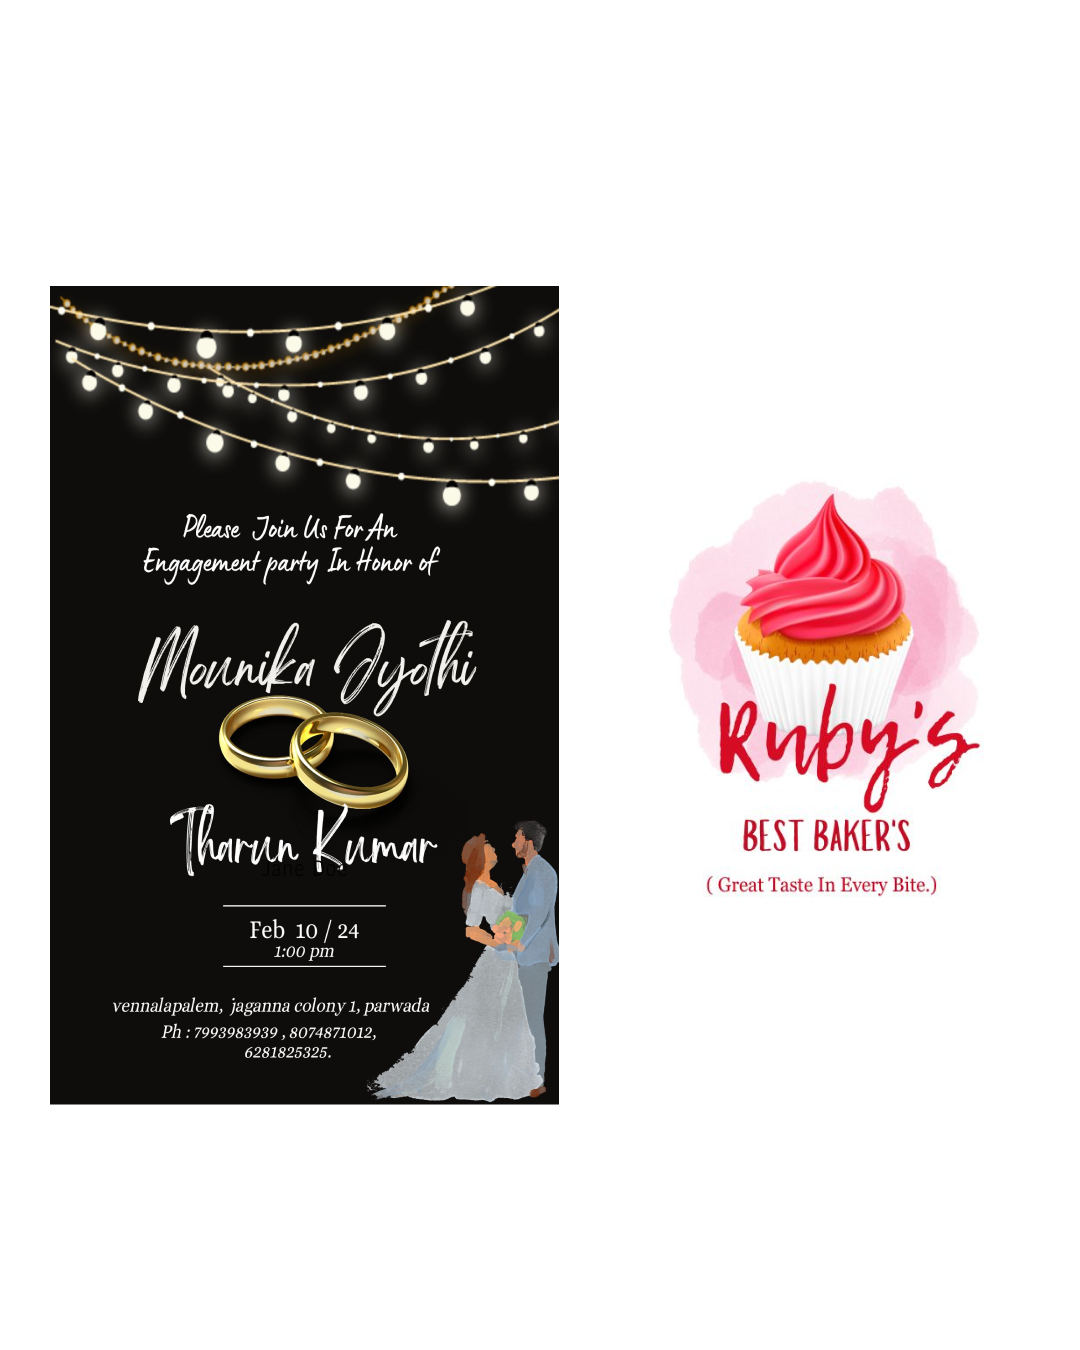 Please Join Us For An
Engagement party In Honor of
Mounika Jyothi
Tharun Kumar
Feb 10 / 24
1:00 pm
vennalapalem, jaganna colony 1, parwada
Ph : 7993983939 , 8074871012,
6281825325.
Ruby's
BEST BAKER'S
( Great Taste In Every Bite.)